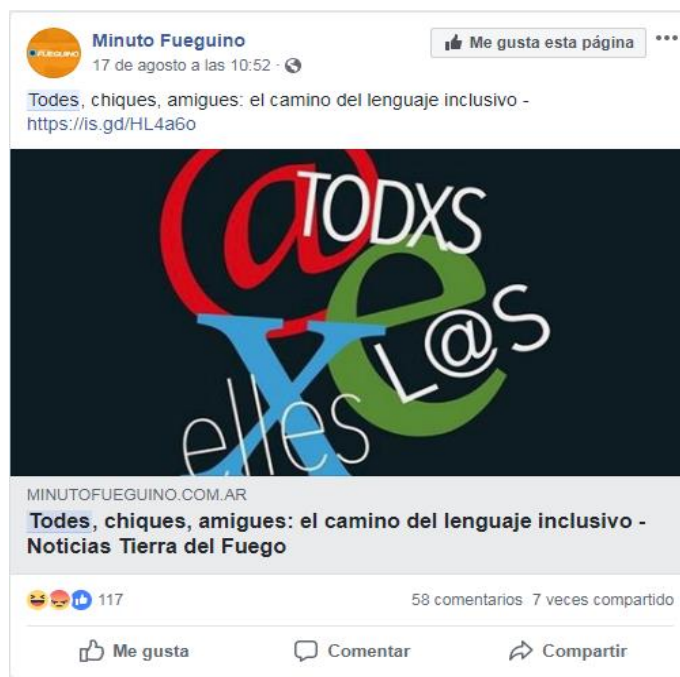 FUEGUINO
Minuto Fueguino
Me gusta esta página
17 de agosto a las 10:52 ·
Todes, chiques, amigues: el camino del lenguaje inclusivo -
https://is.gd/HL4a6o
@
TODXS
e
x
L@S
elles
MINUTOFUEGUINO.COM.AR
Todes, chiques, amigues: el camino del lenguaje inclusivo -
Noticias Tierra del Fuego
117
58 comentarios 7 veces compartido
Me gusta
Comentar
Compartir